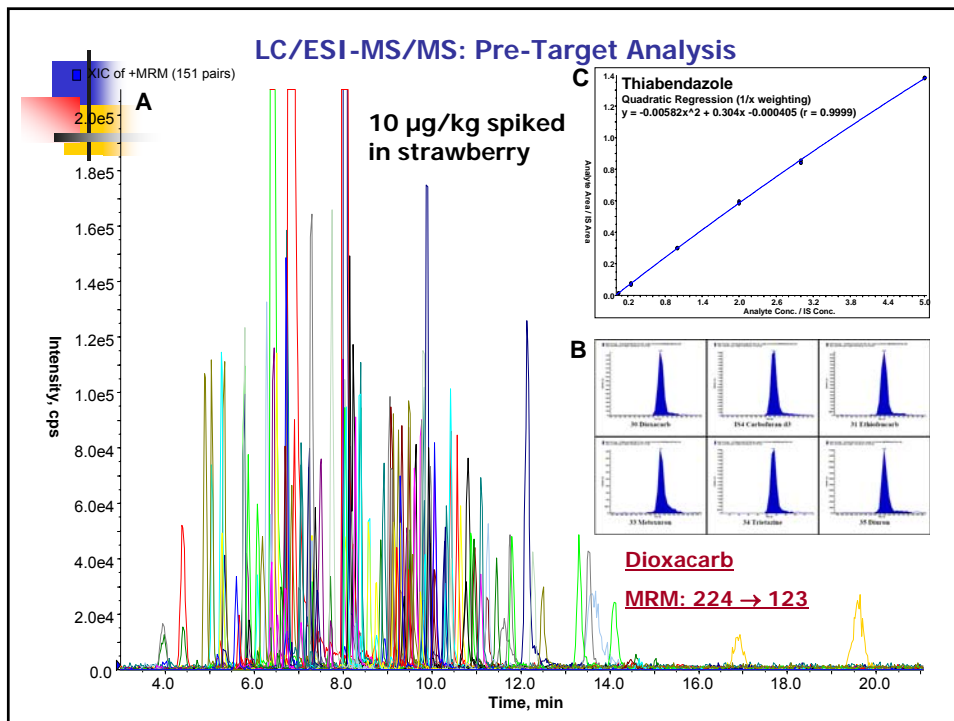 LC/ESI-MS/MS: Pre-Target Analysis
XIC of +MRM (151 pairs)
A
10 µg/kg spiked
in strawberry
Intensity, cps
2.0e5
1.8e5
1.6e5
1.4e5
1.2e5
1.0e5
8.0e4
6.0e4
4.0e4
2.0e4
0.0
4.0 6.0 8.0 10.0 12.0 14.0 16.0 18.0 20.0
Time, min
C
Thiabendazole
Quadratic Regression (1/x weighting)
y = -0.00582x^2 + 0.304x -0.000405 (r = 0.9999)
Analyte Area / IS Area
1.4
1.2
1.0
0.8
0.6
0.4
0.2
0.0
0.2 0.8 1.4 2.0 2.6 3.2 3.8 4.4 5.0
Analyte Conc. / IS Conc.
B
30 Dioxacarb
IS4 Carbofuran d3
31 Ethiofencarb
33 Metoxuron
34 Trietazine
35 Diuron
Dioxacarb
MRM: 224 → 123